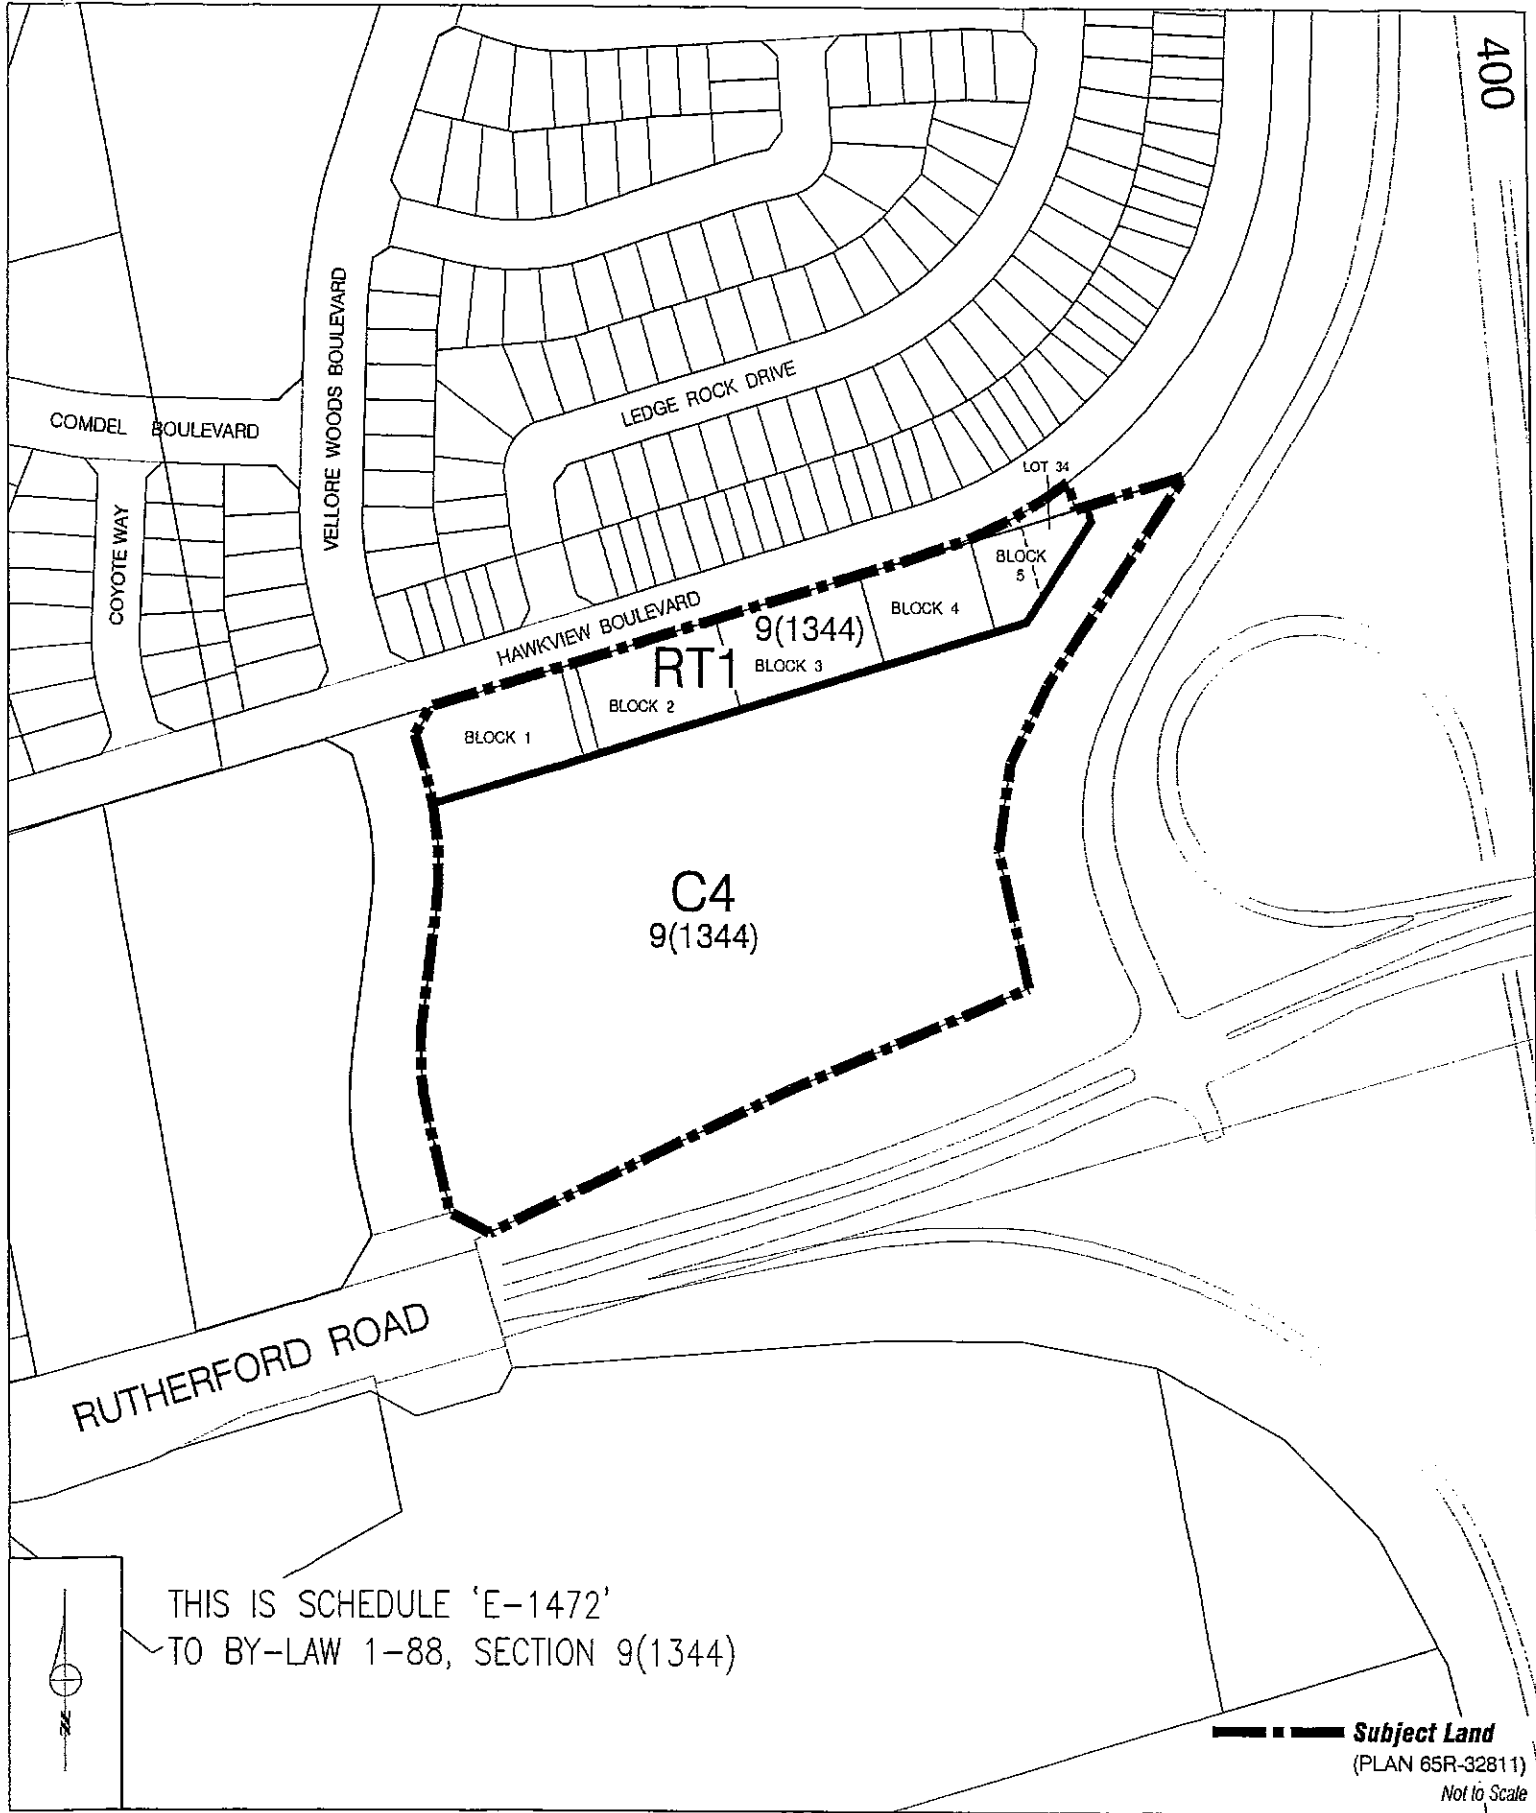 400
VELLORE WOODS BOULEVARD
COMDEL BOULEVARD
LEDGE ROCK DRIVE
COYOTE WAY
LOT 34
BLOCK
5
BLOCK 4
HAWKVIEW BOULEVARD
9(1344)
RT1
BLOCK 3
BLOCK 2
BLOCK 1
C4
9(1344)
RUTHERFORD ROAD
THIS IS SCHEDULE 'E-1472'
TO BY-LAW 1-88, SECTION 9(1344)
N
Subject Land
(PLAN 65R-32811)
Not to Scale